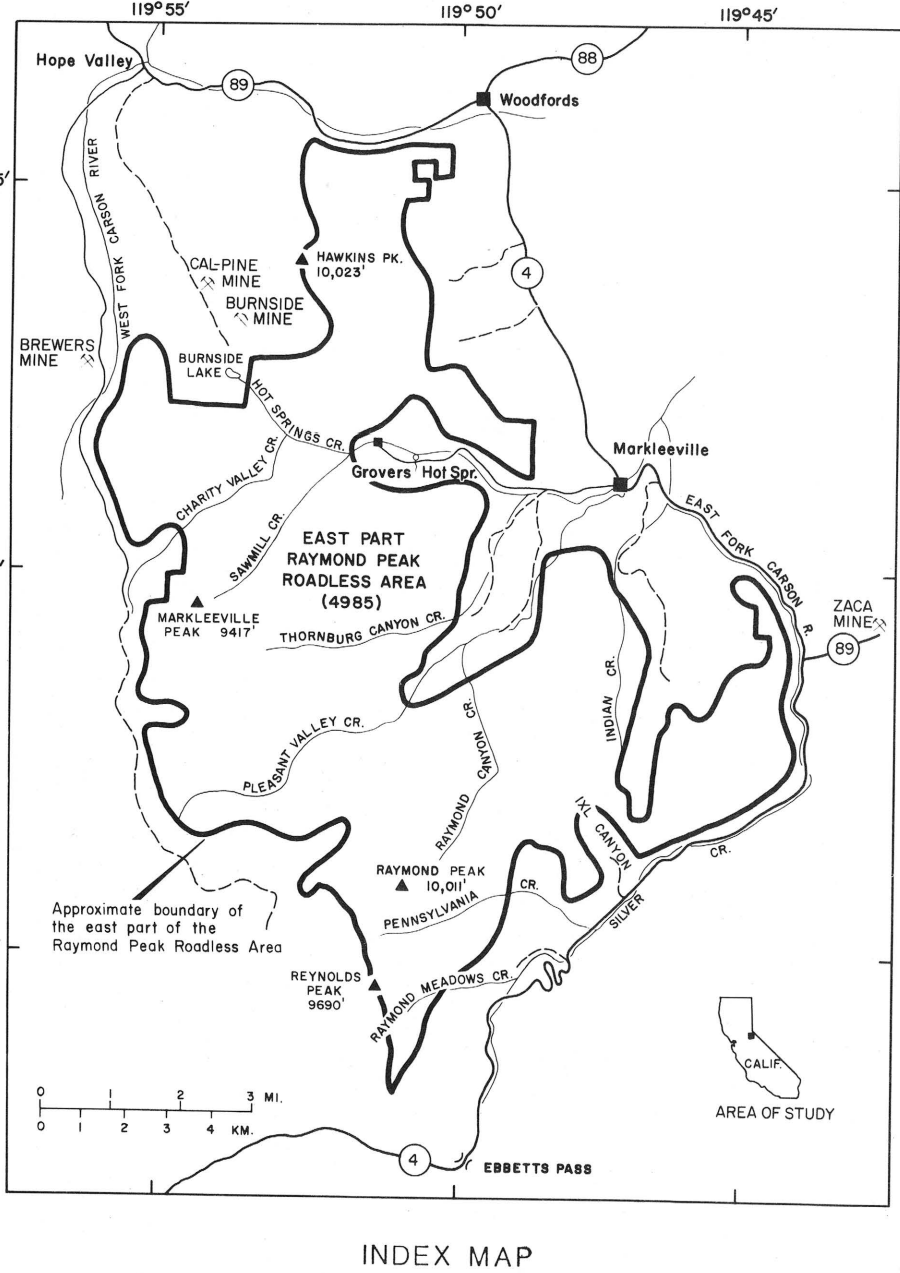 119°55'
119°50'
119°45'
Hope Valley
89
88
Woodfords
5'
WEST FORK CARSON RIVER
HAWKINS PK.
10,023'
4
CAL-PINE
MINE
BURNSIDE
MINE
BREWERS
MINE
BURNSIDE
LAKE
HOT SPRINGS CR.
Markleeville
CHARITY VALLEY CR.
Grovers Hot Spr.
EAST FORK CARSON R.
SAWMILL CR.
EAST PART
RAYMOND PEAK
ROADLESS AREA
(4985)
MARKLEEVILLE
PEAK 9417'
THORNBURG CANYON CR.
ZACA
MINE
89
INDIAN CR.
PLEASANT VALLEY CR.
RAYMOND CANYON CR.
IXL CANYON
SILVER CR.
RAYMOND PEAK
10,011'
PENNSYLVANIA CR.
Approximate boundary of
the east part of the
Raymond Peak Roadless Area
REYNOLDS
PEAK
9690'
RAYMOND MEADOWS CR.
CALIF.
AREA OF STUDY
0 1 2 3 MI.
0 1 2 3 4 KM.
4
EBBETTS PASS
INDEX MAP